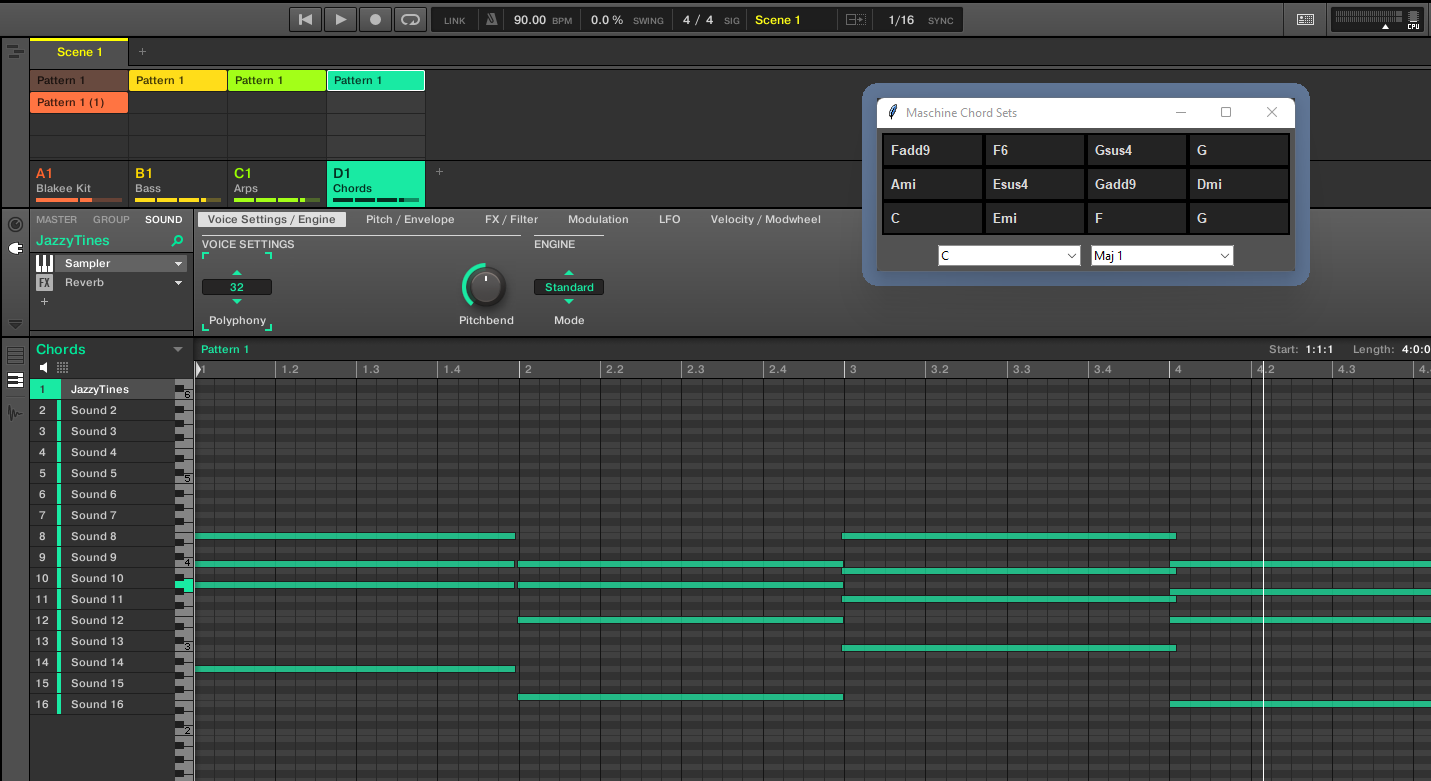 LINK 90.00 BPM 0.0 % SWING 4 / 4 SIG Scene 1 1/16 SYNC CPU
Scene 1 +
Pattern 1 Pattern 1 Pattern 1 Pattern 1
Pattern 1 (1)
A1 B1 C1 D1 +
Blakee Kit Bass Arps Chords
Maschine Chord Sets
Fadd9 F6 Gsus4 G
Ami Esus4 Gadd9 Dmi
C Emi F G
C Maj 1
MASTER GROUP SOUND Voice Settings / Engine Pitch / Envelope FX / Filter Modulation LFO Velocity / Modwheel
JazzyTines VOICE SETTINGS ENGINE
Sampler
FX Reverb 32 Standard
+
Polyphony Pitchbend Mode
Chords Pattern 1 Start: 1:1:1 Length: 4:0:0
1 1.2 1.3 1.4 2 2.2 2.3 2.4 3 3.2 3.3 3.4 4 4.2 4.3 4.
1 JazzyTines 6
2 Sound 2
3 Sound 3
4 Sound 4
5 Sound 5 5
6 Sound 6
7 Sound 7
8 Sound 8
9 Sound 9 4
10 Sound 10
11 Sound 11
12 Sound 12
13 Sound 13 3
14 Sound 14
15 Sound 15
16 Sound 16
2